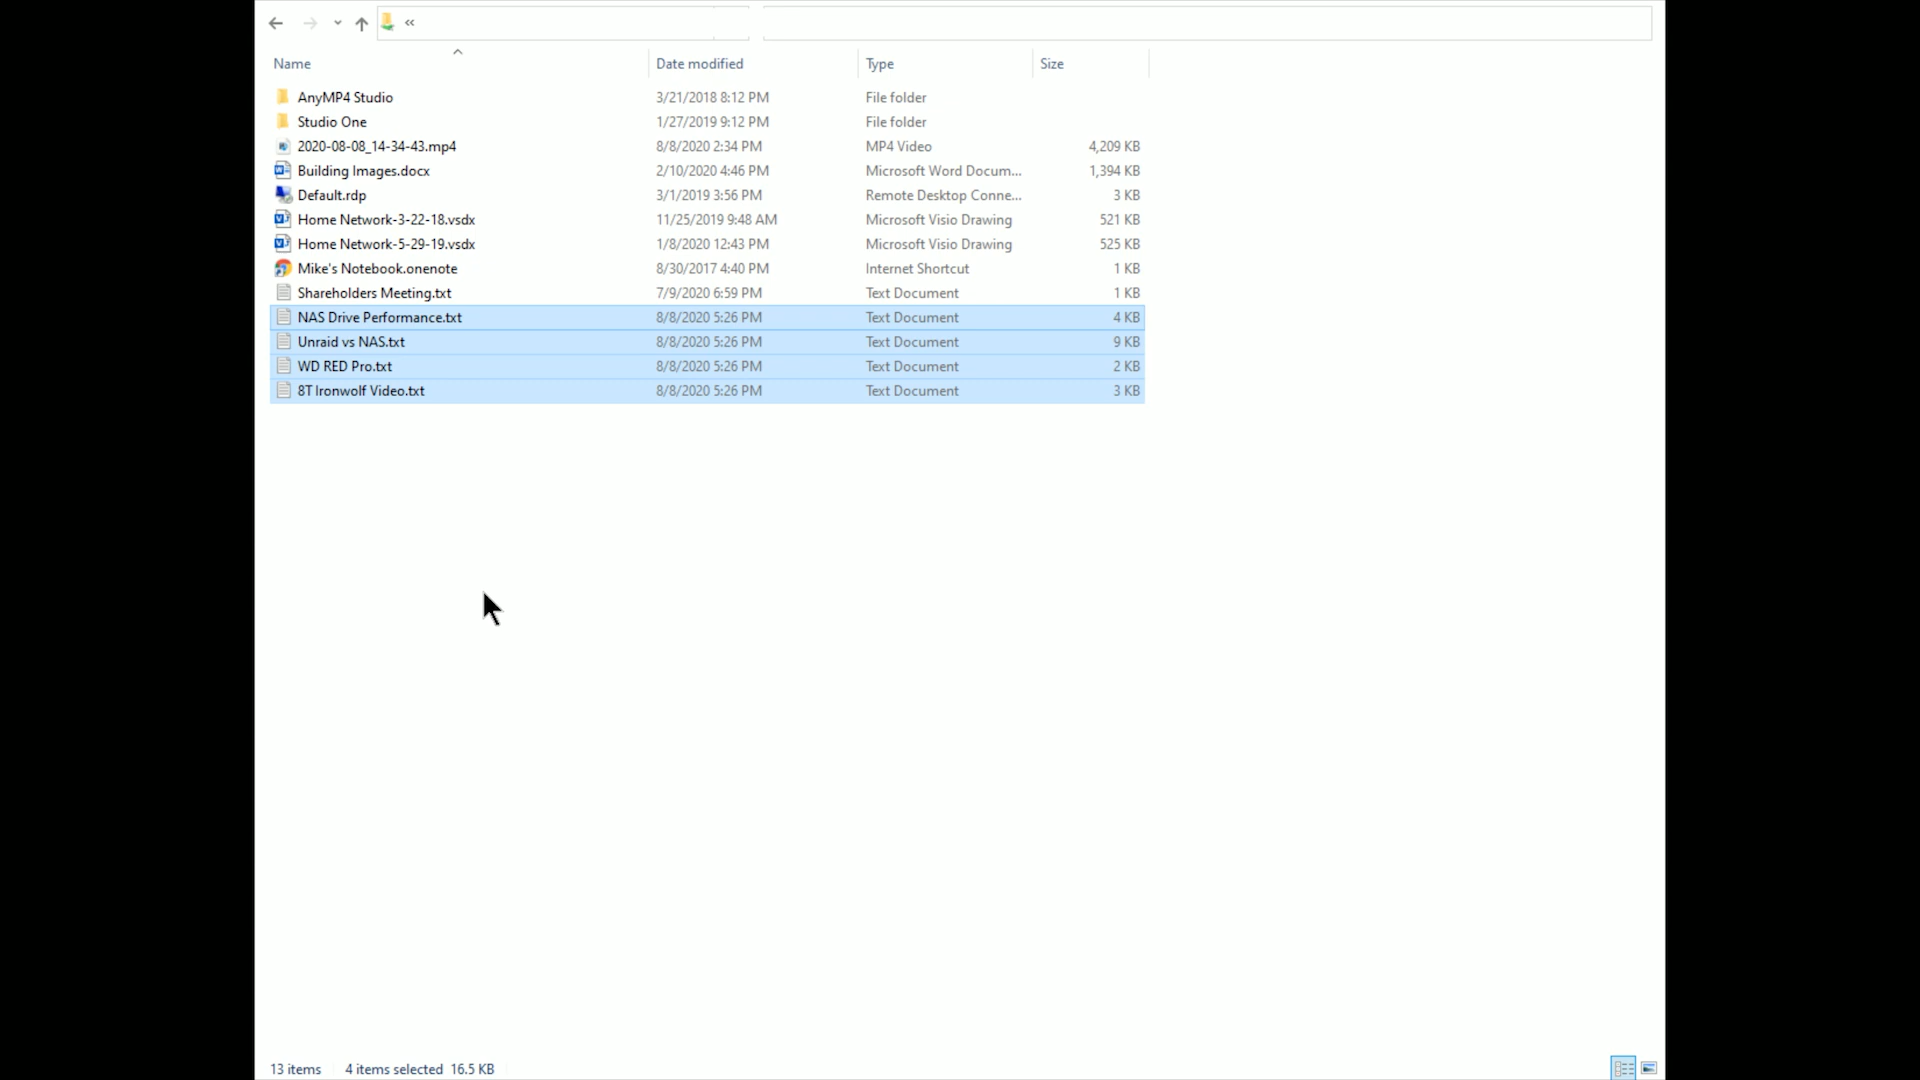 «
Name Date modified Type Size
AnyMP4 Studio 3/21/2018 8:12 PM File folder
Studio One 1/27/2019 9:12 PM File folder
2020-08-08_14-34-43.mp4 8/8/2020 2:34 PM MP4 Video 4,209 KB
Building Images.docx 2/10/2020 4:46 PM Microsoft Word Docum... 1,394 KB
Default.rdp 3/1/2019 3:56 PM Remote Desktop Conne... 3 KB
Home Network-3-22-18.vsdx 11/25/2019 9:48 AM Microsoft Visio Drawing 521 KB
Home Network-5-29-19.vsdx 1/8/2020 12:43 PM Microsoft Visio Drawing 525 KB
Mike's Notebook.onenote 8/30/2017 4:40 PM Internet Shortcut 1 KB
Shareholders Meeting.txt 7/9/2020 6:59 PM Text Document 1 KB
NAS Drive Performance.txt 8/8/2020 5:26 PM Text Document 4 KB
Unraid vs NAS.txt 8/8/2020 5:26 PM Text Document 9 KB
WD RED Pro.txt 8/8/2020 5:26 PM Text Document 2 KB
8T Ironwolf Video.txt 8/8/2020 5:26 PM Text Document 3 KB
13 items 4 items selected 16.5 KB